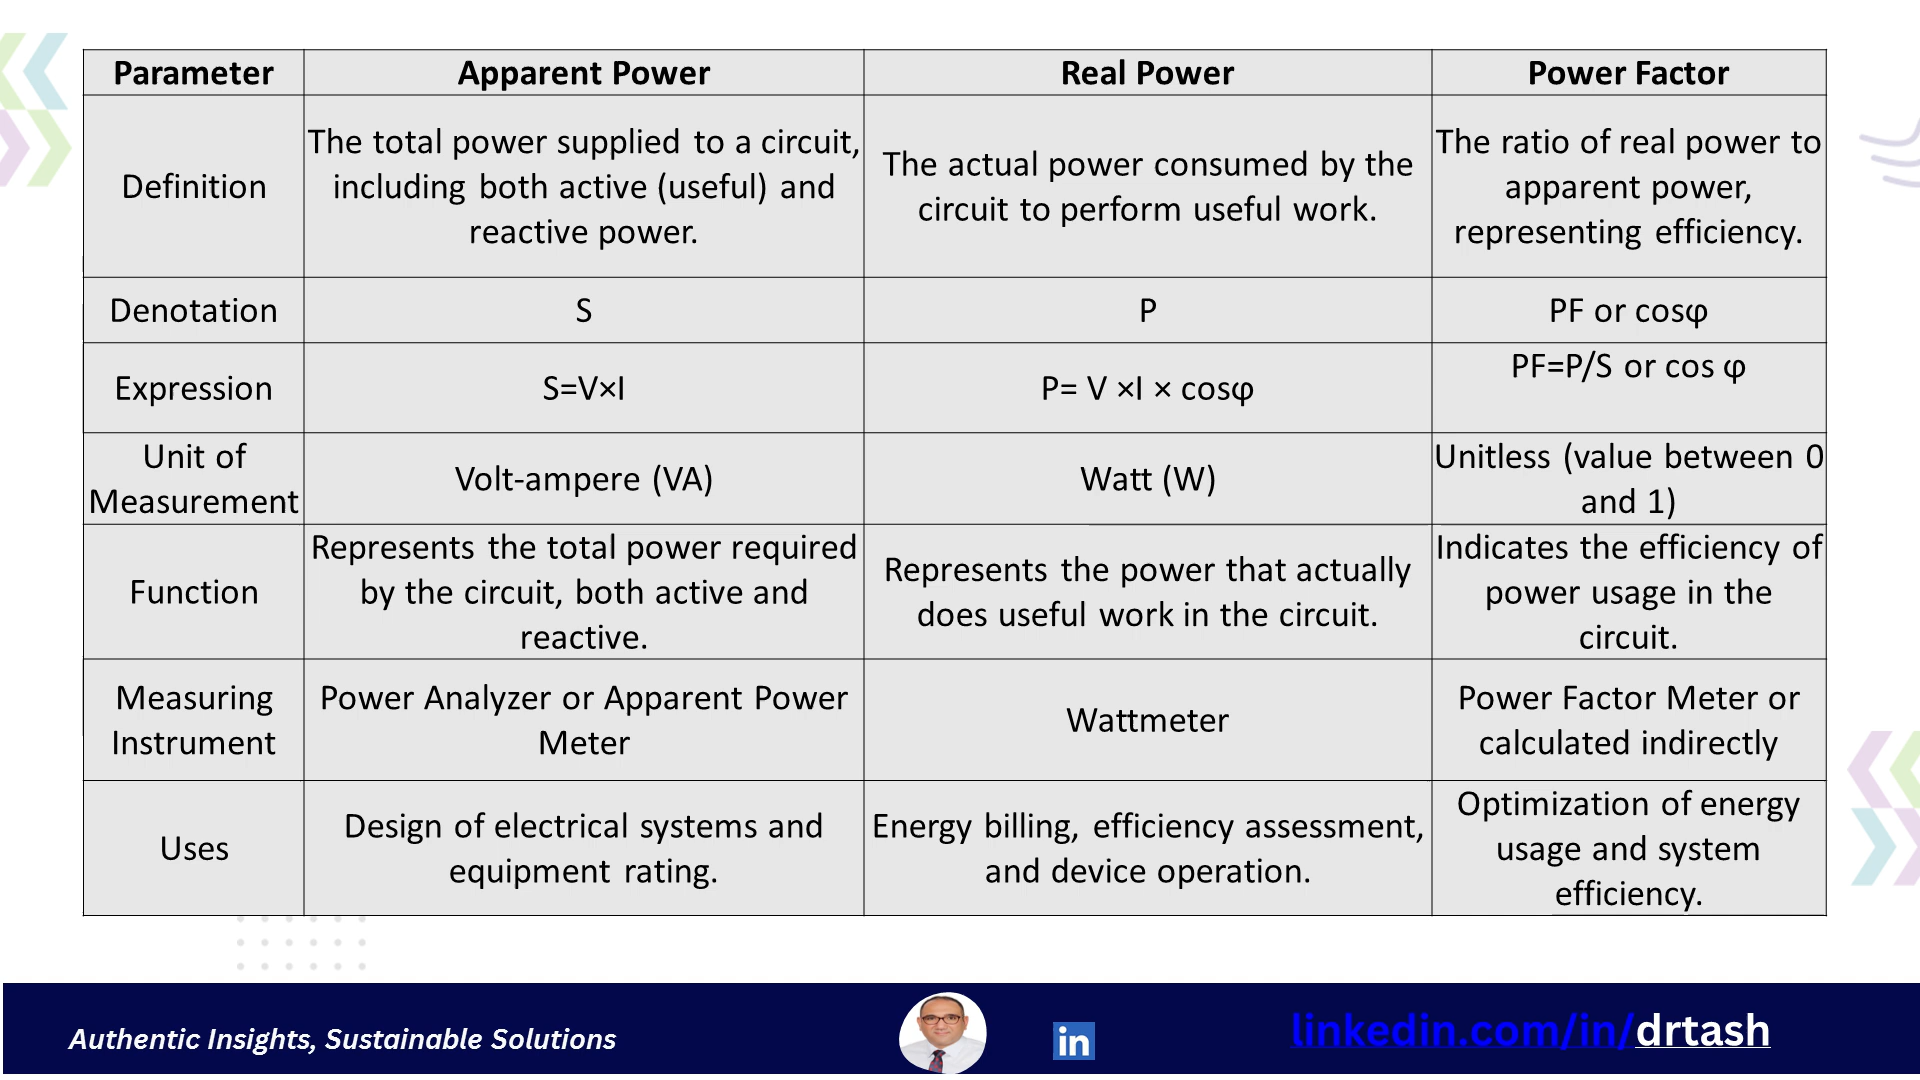 Parameter
Apparent Power
Real Power
Power Factor
Definition
The total power supplied to a circuit,
including both active (useful) and
reactive power.
The actual power consumed by the
circuit to perform useful work.
The ratio of real power to
apparent power,
representing efficiency.
Denotation
S
P
PF or cosφ
Expression
S=V×I
P= V ×I × cosφ
PF=P/S or cos φ
Unit of
Measurement
Volt-ampere (VA)
Watt (W)
Unitless (value between 0
and 1)
Function
Represents the total power required
by the circuit, both active and
reactive.
Represents the power that actually
does useful work in the circuit.
Indicates the efficiency of
power usage in the
circuit.
Measuring
Instrument
Power Analyzer or Apparent Power
Meter
Wattmeter
Power Factor Meter or
calculated indirectly
Uses
Design of electrical systems and
equipment rating.
Energy billing, efficiency assessment,
and device operation.
Optimization of energy
usage and system
efficiency.
Authentic Insights, Sustainable Solutions
in
linkedin.com/in/drtash